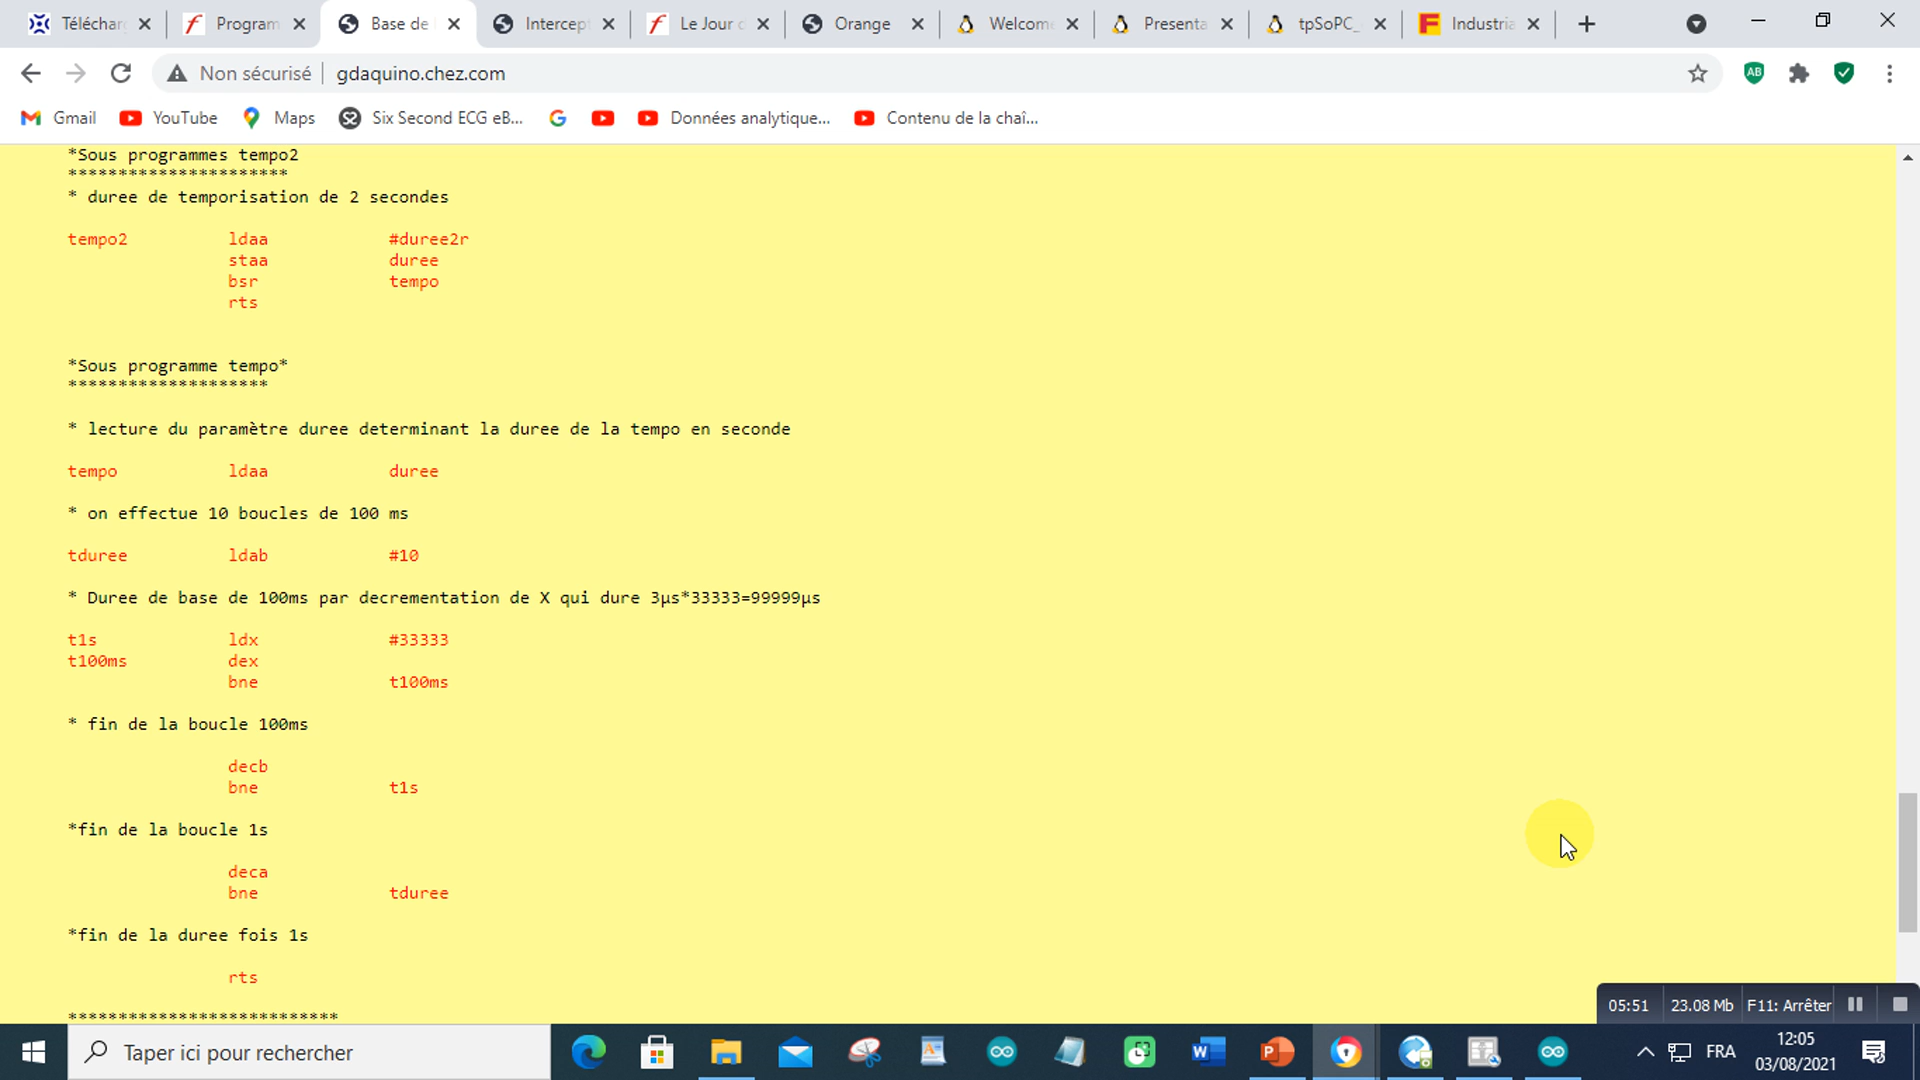 Téléchar
Program
Base de
Intercept
Le Jour d
Orange
Welcome
Presenta
tpSoPC_
Industria
Non sécurisé
gdaquino.chez.com
AB
Gmail
YouTube
Maps
Six Second ECG eB...
Données analytique...
Contenu de la chaî...
*Sous programmes tempo2
**********************
* duree de temporisation de 2 secondes
tempo2 ldaa #duree2r
staa duree
bsr tempo
rts
*Sous programme tempo*
********************
* lecture du paramètre duree determinant la duree de la tempo en seconde
tempo ldaa duree
* on effectue 10 boucles de 100 ms
tduree ldab #10
* Duree de base de 100ms par decrementation de X qui dure 3µs*33333=99999µs
t1s ldx #33333
t100ms dex
bne t100ms
* fin de la boucle 100ms
decb
bne t1s
*fin de la boucle 1s
deca
bne tduree
*fin de la duree fois 1s
rts
***************************
05:51
23.08 Mb
F11: Arrêter
Taper ici pour rechercher
FRA
12:05
03/08/2021